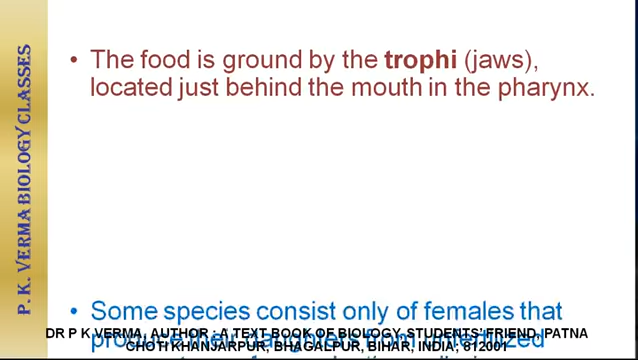 P. K. VERMA BIOLOGY CLASSES
• The food is ground by the trophi (jaws),
located just behind the mouth in the pharynx.
• Some species consist only of females that
DR P K VERMA, AUTHOR : A TEXT BOOK OF BIOLOGY, STUDENTS' FRIEND, PATNA
CHOTI KHANJARPUR, BHAGALPUR, BIHAR, INDIA; 812001